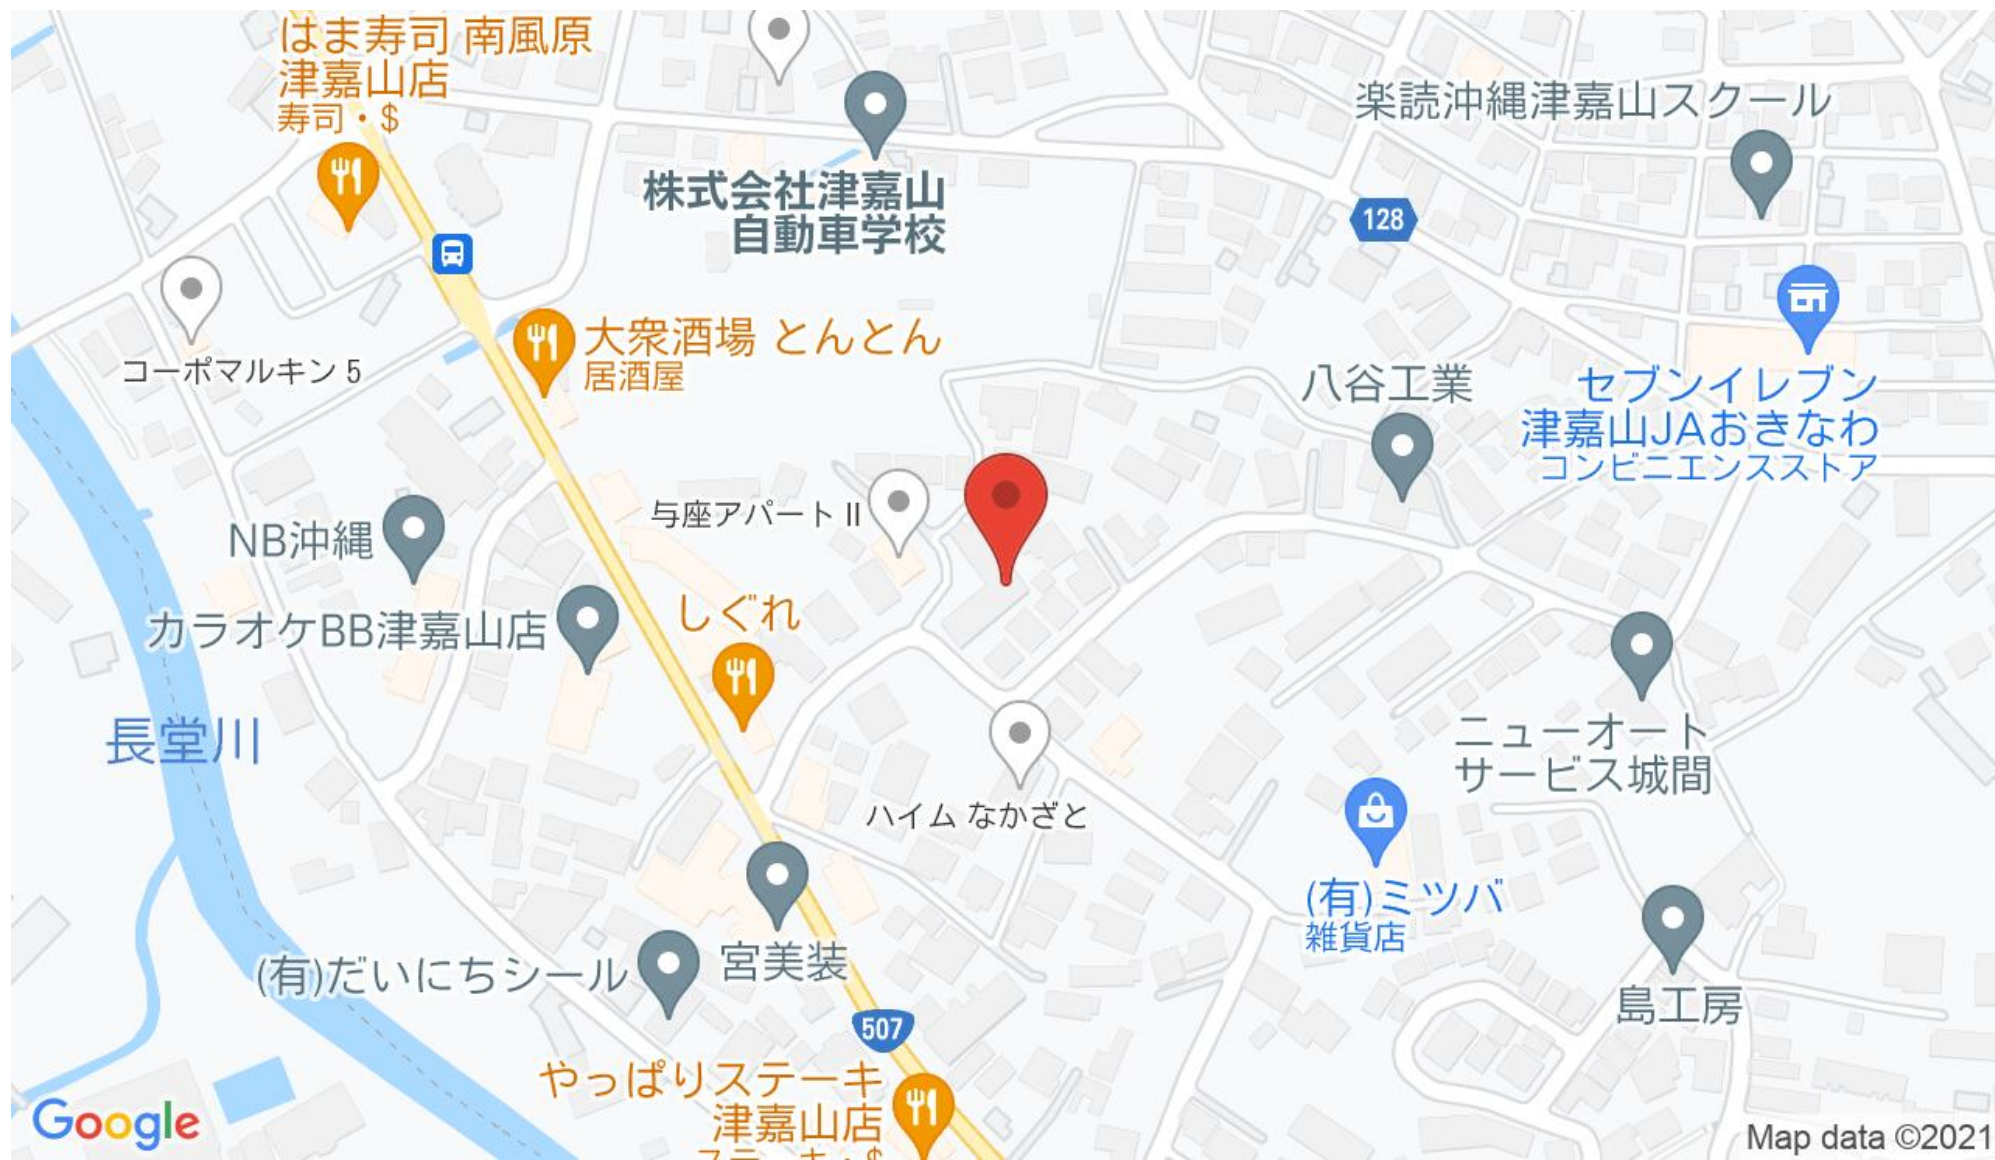 はま寿司 南風原
津嘉山店
寿司・$
楽読沖縄津嘉山スクール
株式会社津嘉山
自動車学校
128
大衆酒場 とんとん
居酒屋
コーポマルキン 5
八谷工業
セブンイレブン
津嘉山JAおきなわ
コンビニエンスストア
与座アパート II
NB沖縄
しぐれ
カラオケBB津嘉山店
長堂川
ニューオート
サービス城間
ハイム なかざと
(有)ミツバ
雑貨店
宮美装
(有)だいにちシール
島工房
507
やっぱりステーキ
津嘉山店
ステーキ・$
Google
Map data ©2021